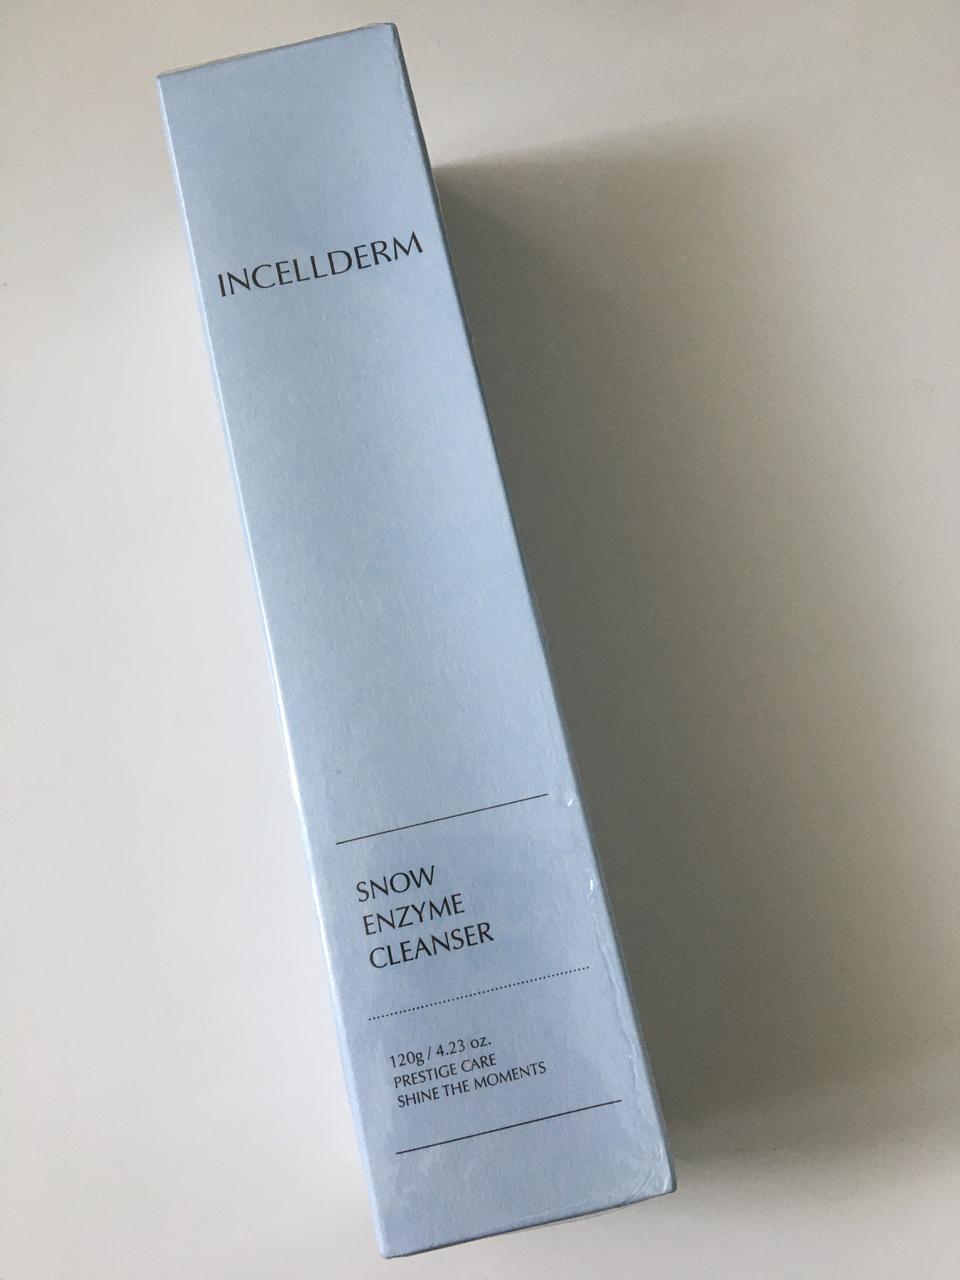 INCELLDERM
SNOW
ENZYME
CLEANSER
120g / 4.23 oz.
PRESTIGE CARE
SHINE THE MOMENTS